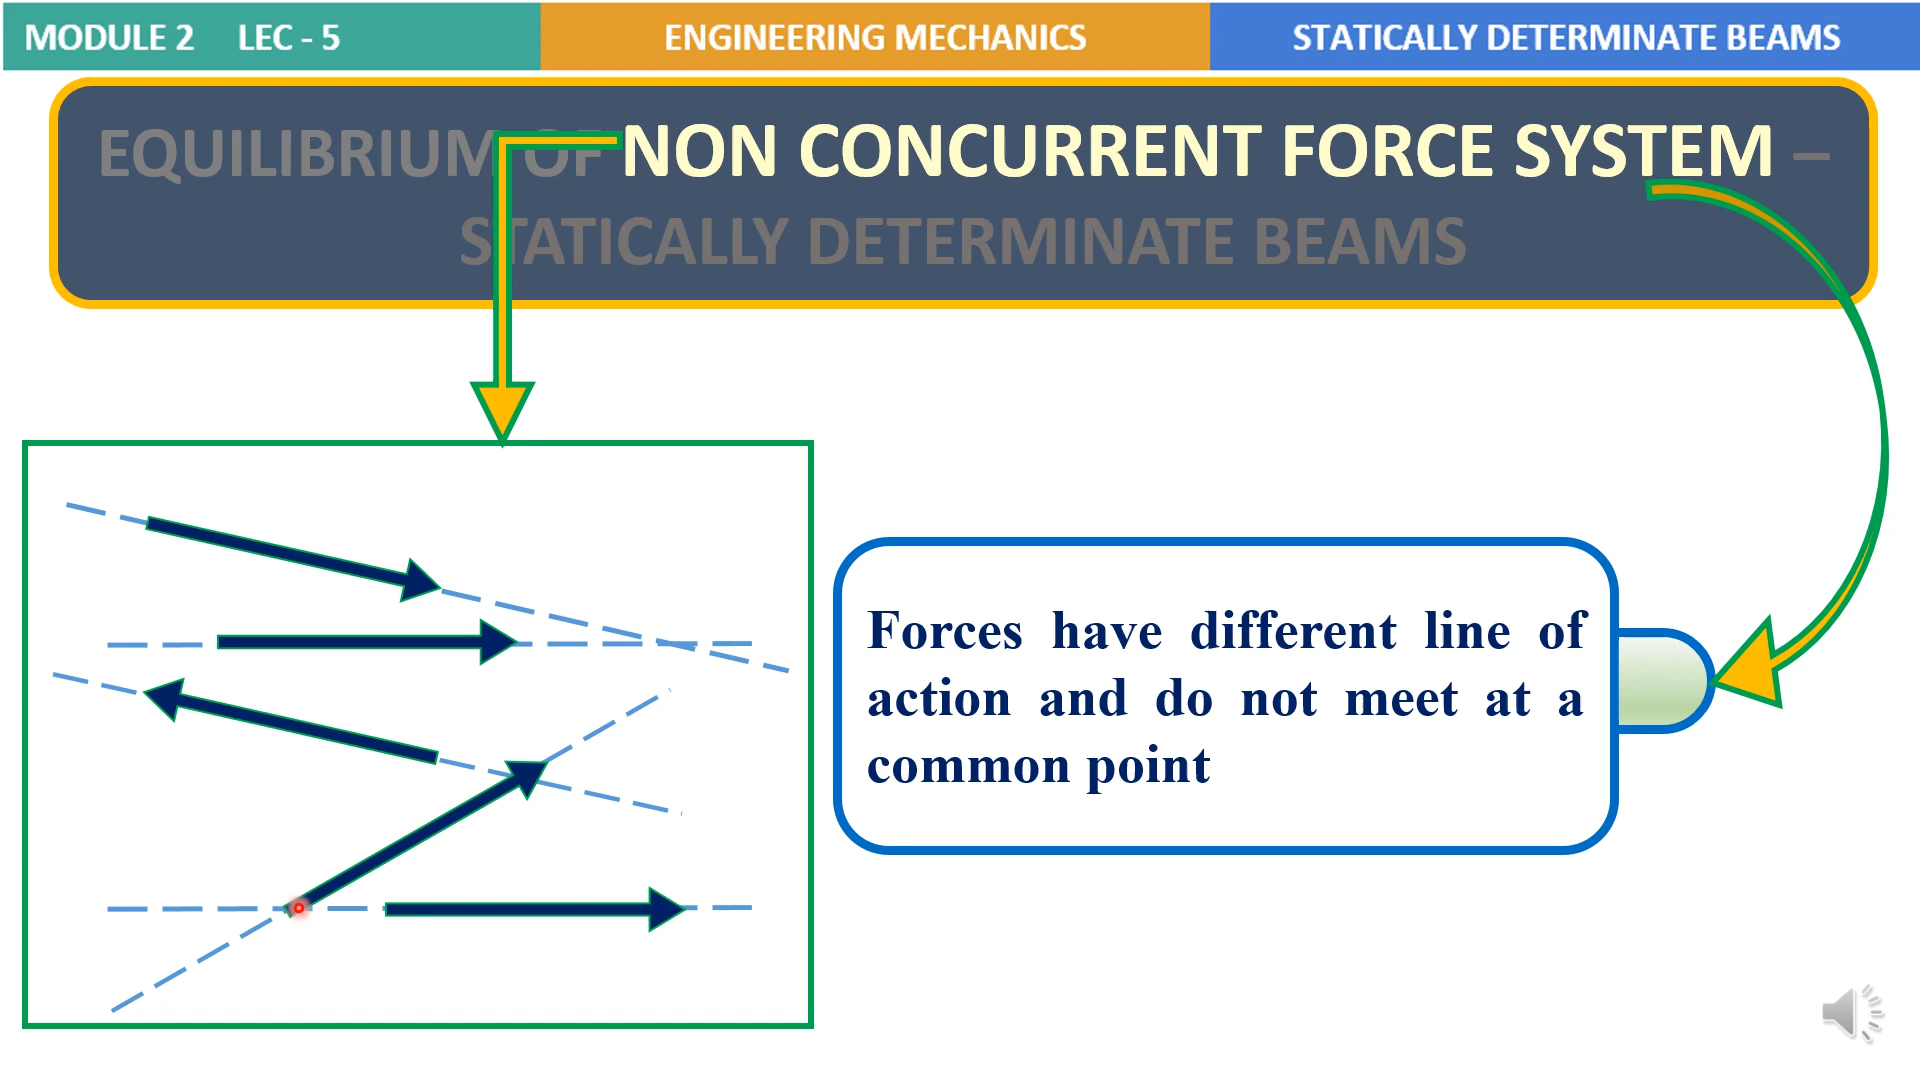 MODULE 2 LEC - 5
ENGINEERING MECHANICS
STATICALLY DETERMINATE BEAMS
EQUILIBRIUM OF NON CONCURRENT FORCE SYSTEM –
STATICALLY DETERMINATE BEAMS
Forces have different line of
action and do not meet at a
common point